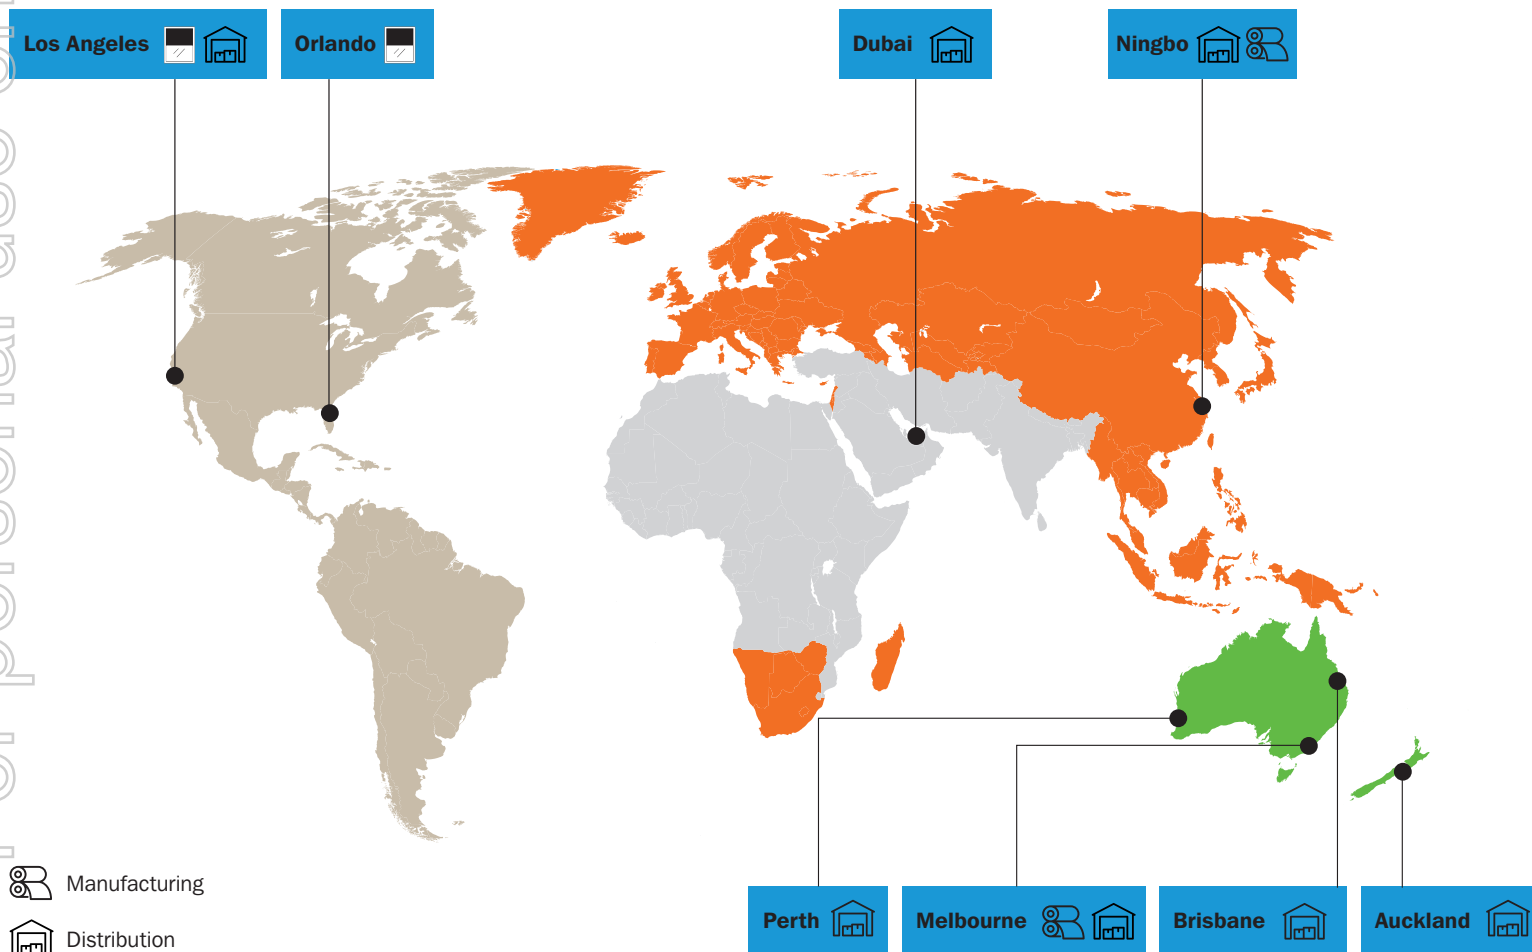 Los Angeles
Orlando
Dubai
Ningbo
Manufacturing
Distribution
Perth
Melbourne
Brisbane
Auckland